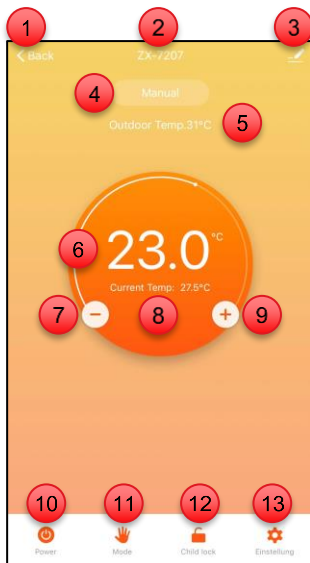 1 2 3
Back ZX-7207
4 Manual
Outdoor Temp.31°C 5
6 23.0 °C
Current Temp: 27.5°C
7 − 8 + 9
10 11 12 13
Power Mode Child lock Einstellung